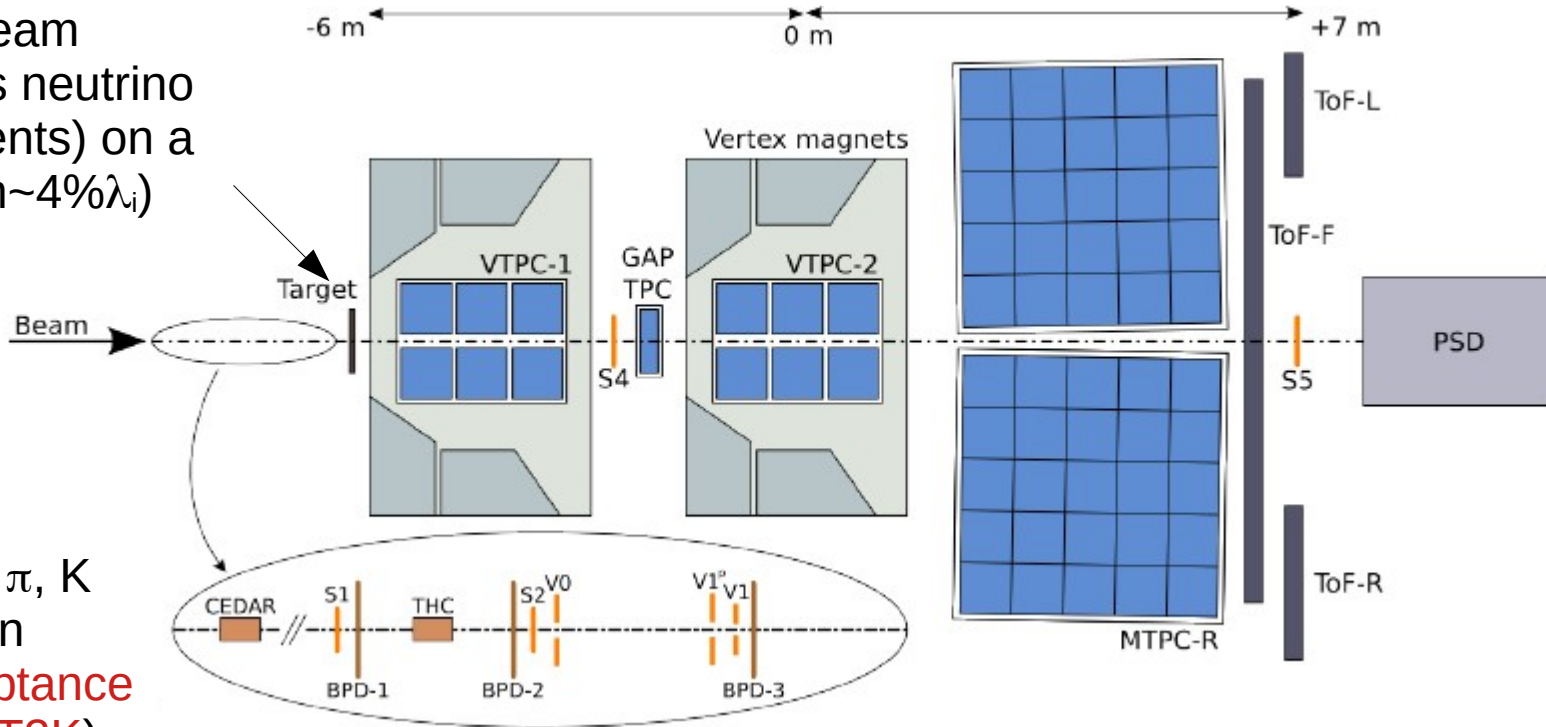 eam
s neutrino
ents) on a
~4%λᵢ)
-6 m
0 m
+7 m
ToF-L
Vertex magnets
ToF-F
VTPC-1
GAP
TPC
VTPC-2
Target
Beam
S4
S5
PSD
π, K
n
ptance
T2K)
ToF-R
MTPC-R
CEDAR
S1
THC
S2
V0
V1ᵖ
V1
BPD-1
BPD-2
BPD-3